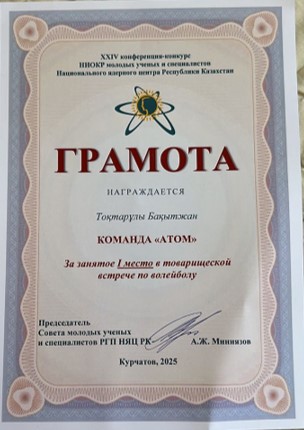 XXIV конференция-конкурс
НИОКР молодых ученых и специалистов
Национального ядерного центра Республики Казахстан
ГРАМОТА
НАГРАЖДАЕТСЯ
Тоқтарұлы Бақытжан
КОМАНДА «АТОМ»
За занятое I место в товарищеской
встрече по волейболу
Председатель
Совета молодых ученых
и специалистов РГП НЯЦ РК А.Ж. Миниязов
Курчатов, 2025